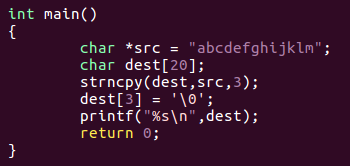 int main()
{
        char *src = "abcdefghijklm";
        char dest[20];
        strncpy(dest,src,3);
        dest[3] = '\0';
        printf("%s\n",dest);
        return 0;
}